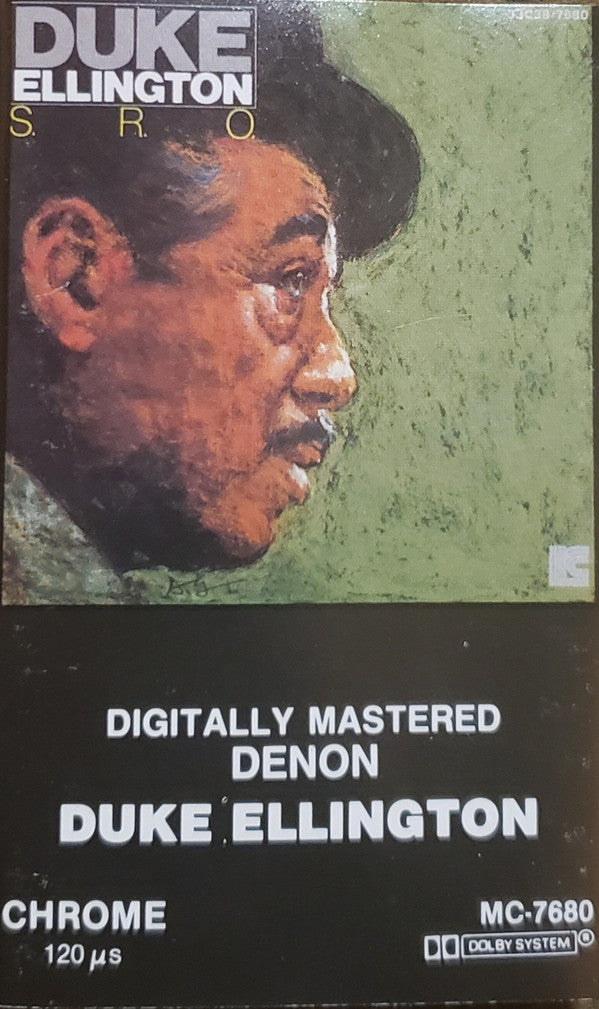 DUKE
ELLINGTON
S. R. O.
DIGITALLY MASTERED
DENON
DUKE ELLINGTON
CHROME
120 µs
MC-7680
DOLBY SYSTEM ®